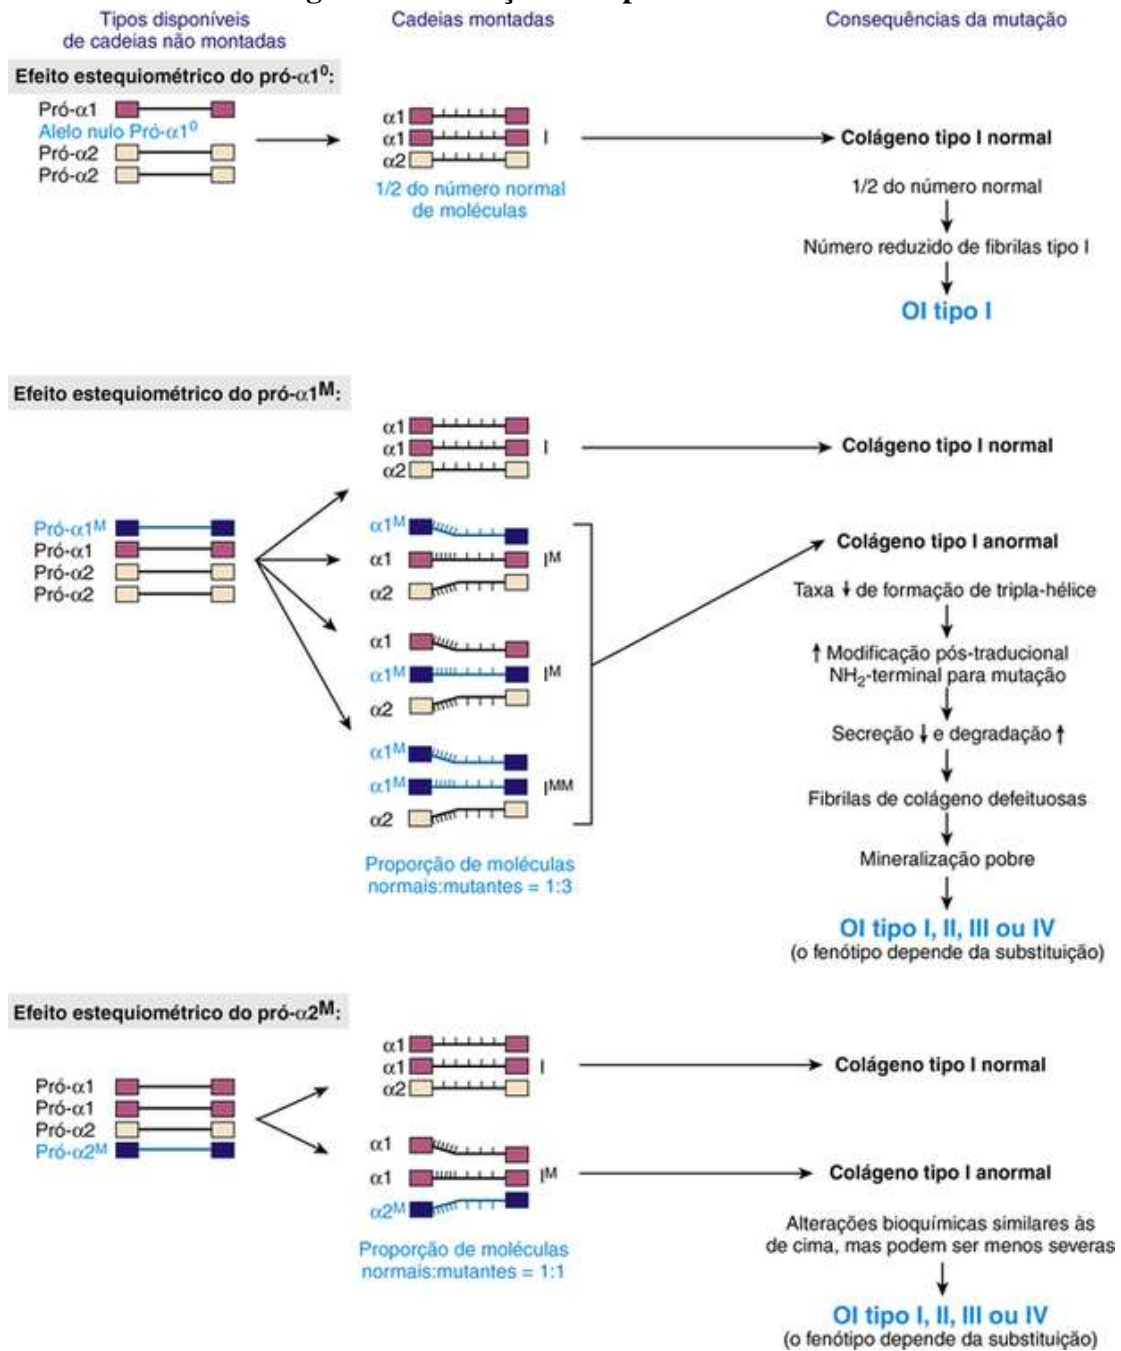 Tipos disponíveis
de cadeias não montadas
Cadeias montadas
Consequências da mutação
Efeito estequiométrico do pró-α1⁰:
Pró-α1
Alelo nulo Pró-α1⁰
Pró-α2
Pró-α2
α1
α1 I
α2
1/2 do número normal
de moléculas
Colágeno tipo I normal
1/2 do número normal
Número reduzido de fibrilas tipo I
OI tipo I
Efeito estequiométrico do pró-α1ᴹ:
Pró-α1ᴹ
Pró-α1
Pró-α2
Pró-α2
α1
α1 I
α2
α1ᴹ
α1 Iᴹ
α2
α1
α1ᴹ Iᴹ
α2
α1ᴹ
α1ᴹ Iᴹᴹ
α2
Proporção de moléculas
normais:mutantes = 1:3
Colágeno tipo I normal
Colágeno tipo I anormal
Taxa ↓ de formação de tripla-hélice
↑ Modificação pós-traducional
NH₂-terminal para mutação
Secreção ↓ e degradação ↑
Fibrilas de colágeno defeituosas
Mineralização pobre
OI tipo I, II, III ou IV
(o fenótipo depende da substituição)
Efeito estequiométrico do pró-α2ᴹ:
Pró-α1
Pró-α1
Pró-α2
Pró-α2ᴹ
α1
α1 I
α2
α1
α1 Iᴹ
α2ᴹ
Proporção de moléculas
normais:mutantes = 1:1
Colágeno tipo I normal
Colágeno tipo I anormal
Alterações bioquímicas similares às
de cima, mas podem ser menos severas
OI tipo I, II, III ou IV
(o fenótipo depende da substituição)